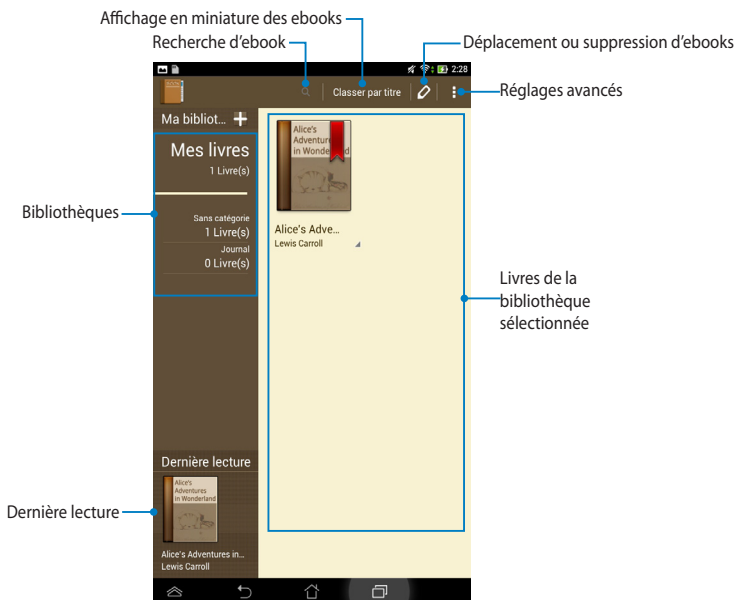 Affichage en miniature des ebooks
Recherche d'ebook
Déplacement ou suppression d'ebooks
2:28
Classer par titre
Réglages avancés
Ma bibliot...
Mes livres
1 Livre(s)
Bibliothèques
Sans catégorie
1 Livre(s)
Journal
0 Livre(s)
Alice's
Adventures
in Wonde
Alice's Adve...
Lewis Carroll
Livres de la
bibliothèque
sélectionnée
Dernière lecture
Dernière lecture
Alice's
Adventures
in Wonderland
Alice's Adventures in...
Lewis Carroll